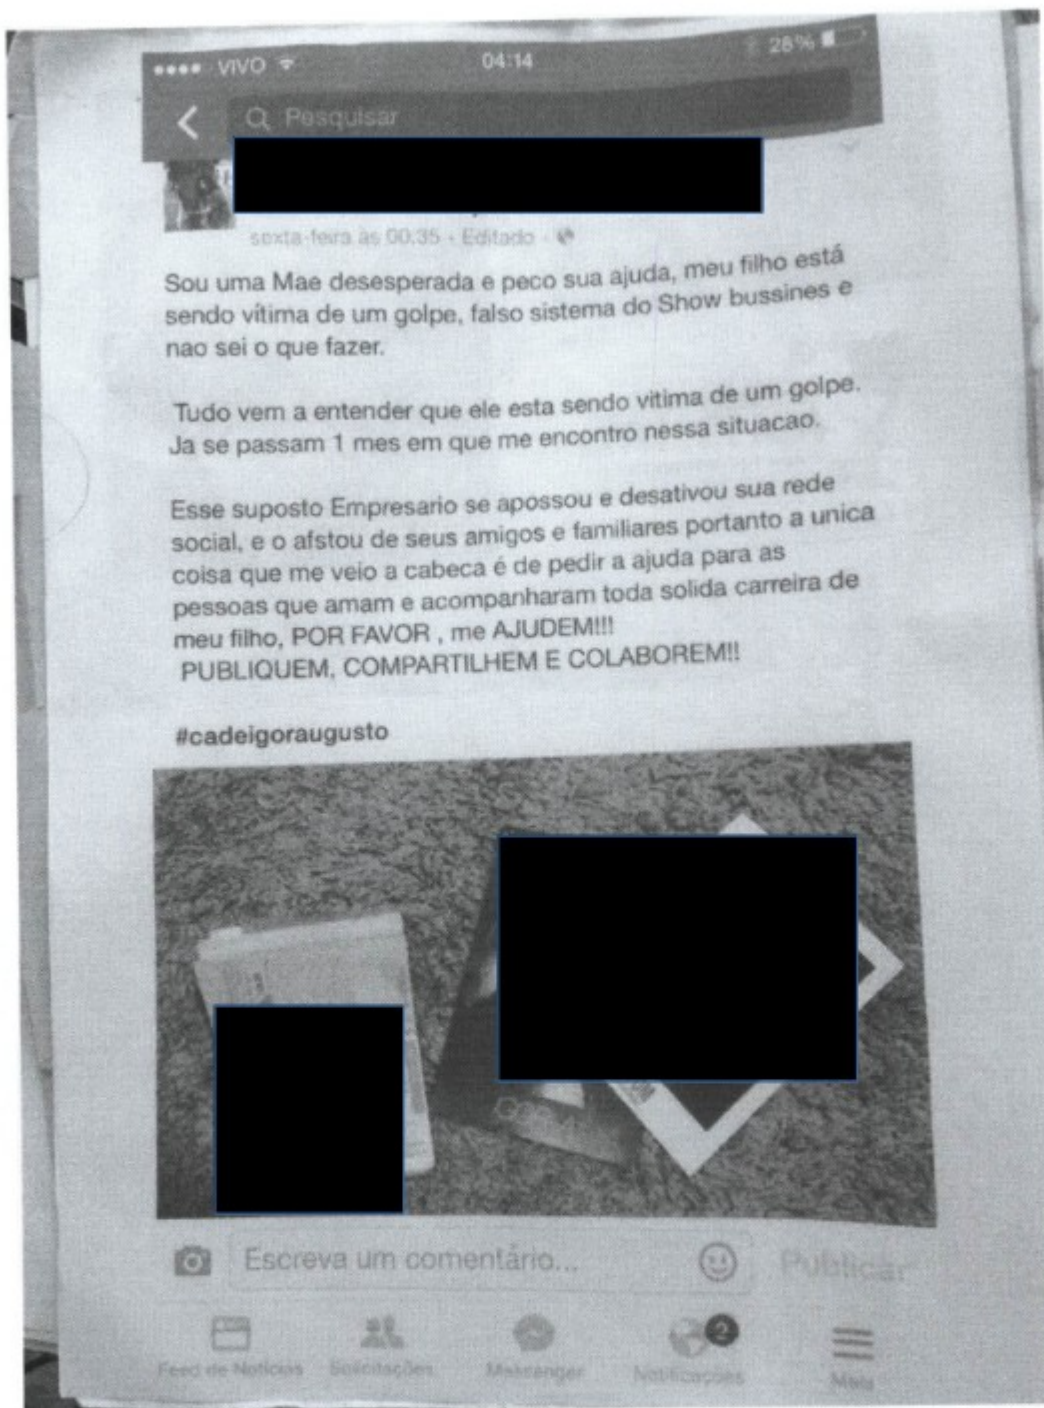 VIVO 04:14 28%
Pesquisar
sexta-feira às 00:35 - Editado -
Sou uma Mae desesperada e peco sua ajuda, meu filho está
sendo vítima de um golpe, falso sistema do Show bussines e
nao sei o que fazer.
Tudo vem a entender que ele esta sendo vitima de um golpe.
Ja se passam 1 mes em que me encontro nessa situacao.
Esse suposto Empresario se apossou e desativou sua rede
social, e o afstou de seus amigos e familiares portanto a unica
coisa que me veio a cabeca é de pedir a ajuda para as
pessoas que amam e acompanharam toda solida carreira de
meu filho, POR FAVOR , me AJUDEM!!!
PUBLIQUEM, COMPARTILHEM E COLABOREM!!
#cadeigoraugusto
Escreva um comentário... Publicar
2
Feed de Notícias Solicitações Messenger Notificações Mais